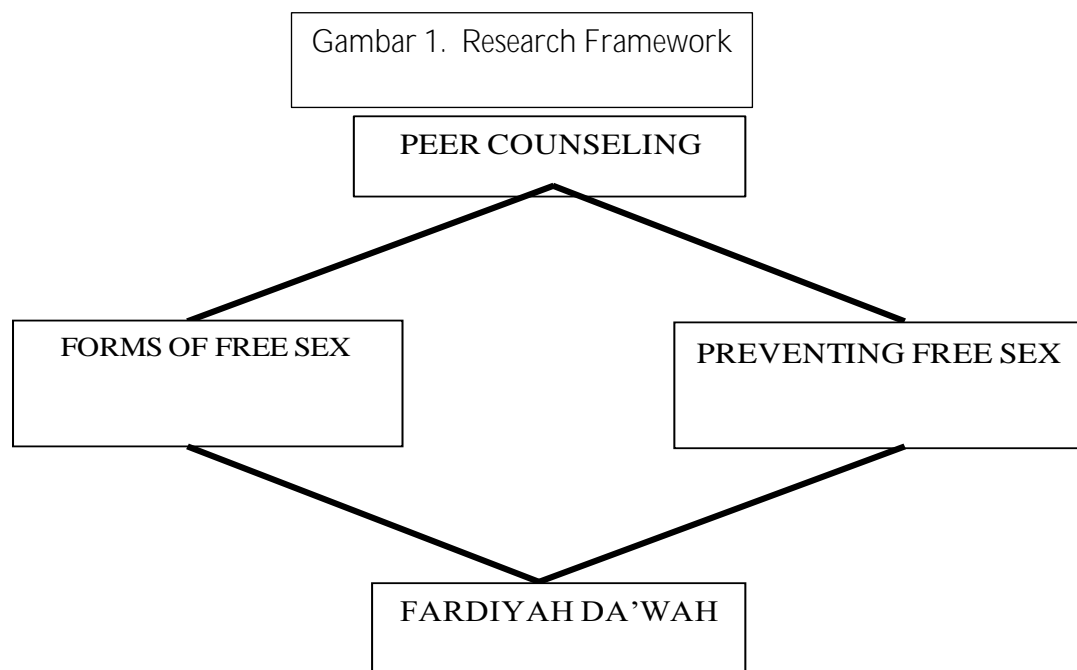 Gambar 1. Research Framework
PEER COUNSELING
FORMS OF FREE SEX
PREVENTING FREE SEX
FARDIYAH DA’WAH